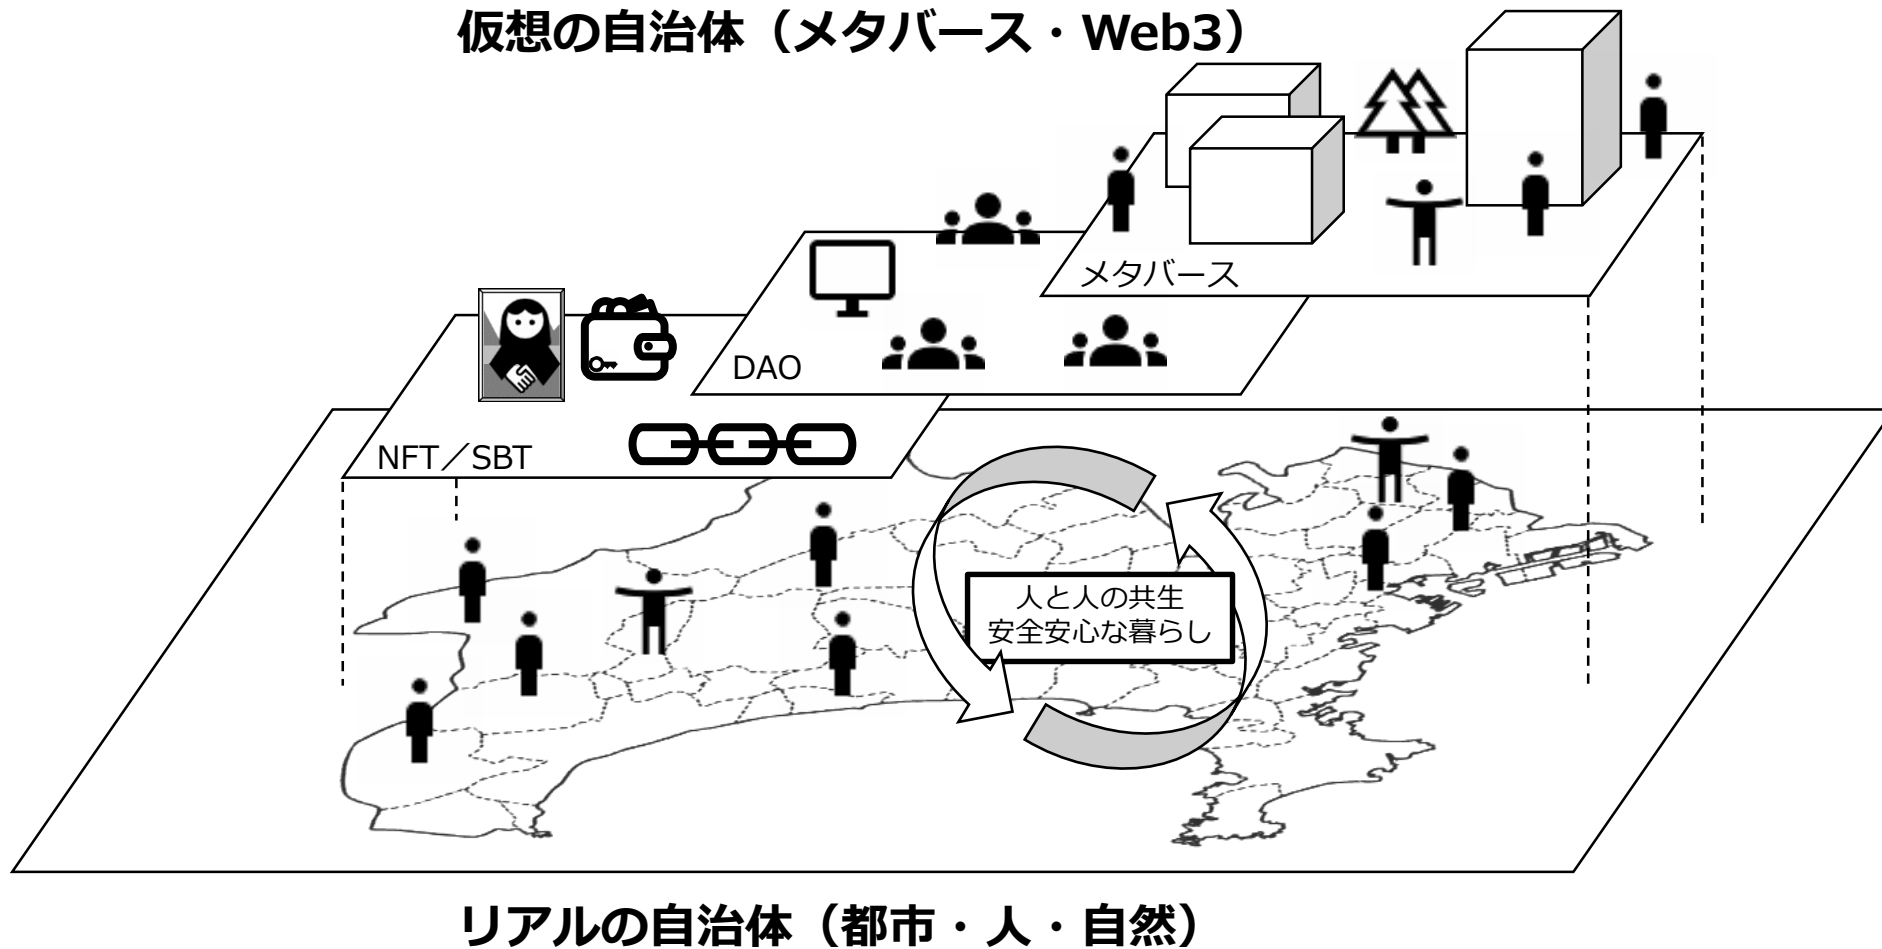 仮想の自治体（メタバース・Web3）
メタバース
DAO
NFT／SBT
人と人の共生
安全安心な暮らし
リアルの自治体（都市・人・自然）